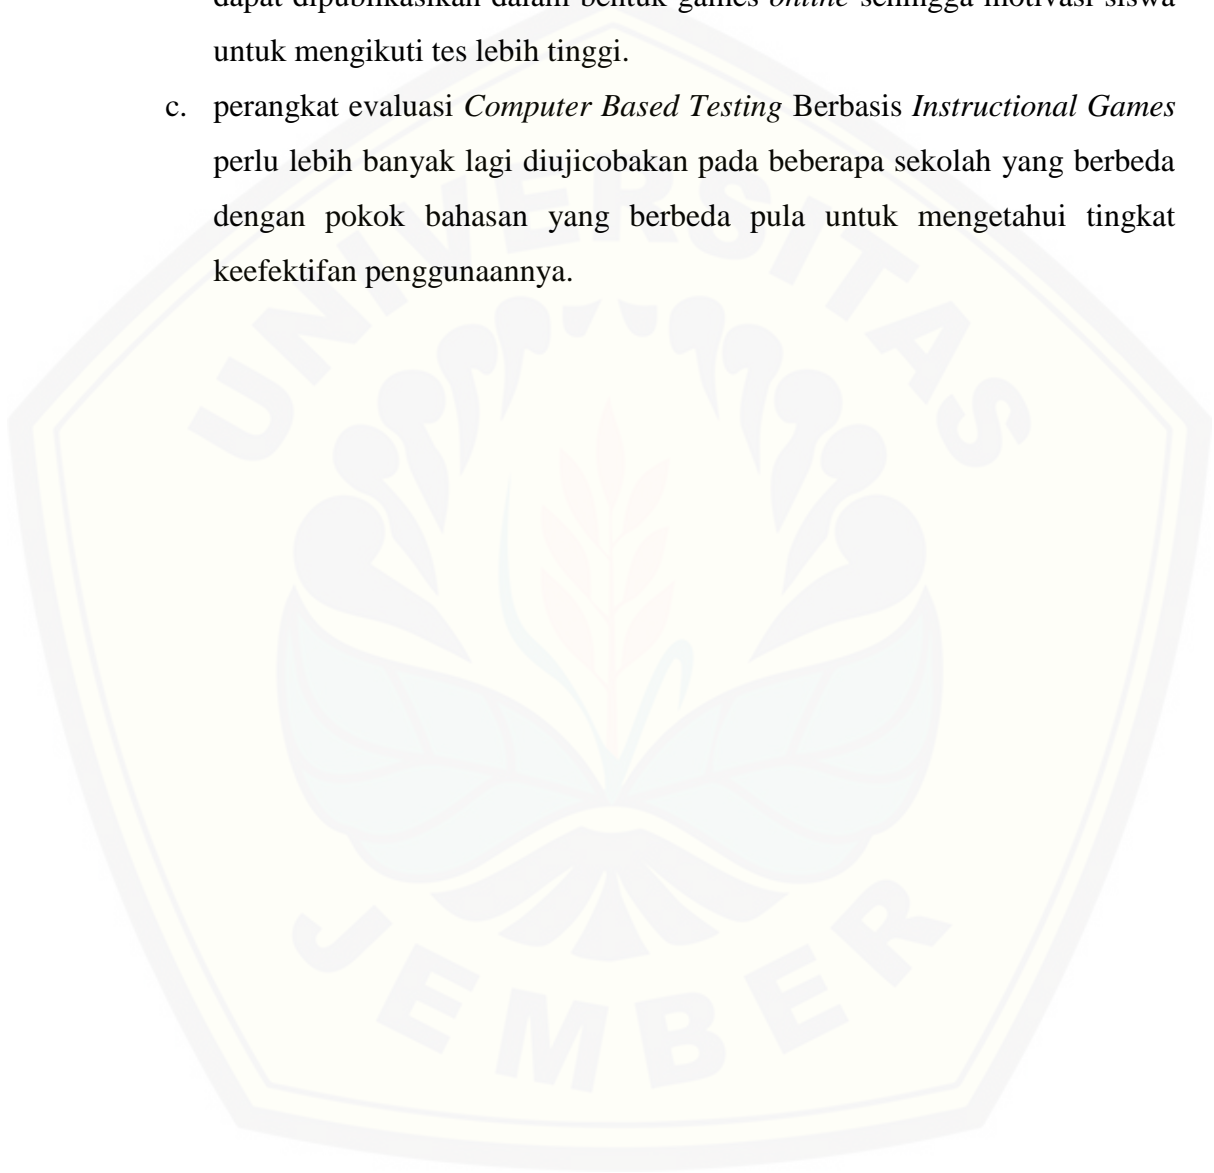 dapat dipublikasikan dalam bentuk games online sehingga motivasi siswa
untuk mengikuti tes lebih tinggi.
c. perangkat evaluasi Computer Based Testing Berbasis Instructional Games
perlu lebih banyak lagi diujicobakan pada beberapa sekolah yang berbeda
dengan pokok bahasan yang berbeda pula untuk mengetahui tingkat
keefektifan penggunaannya.
UNIVERSITAS
JEMBER